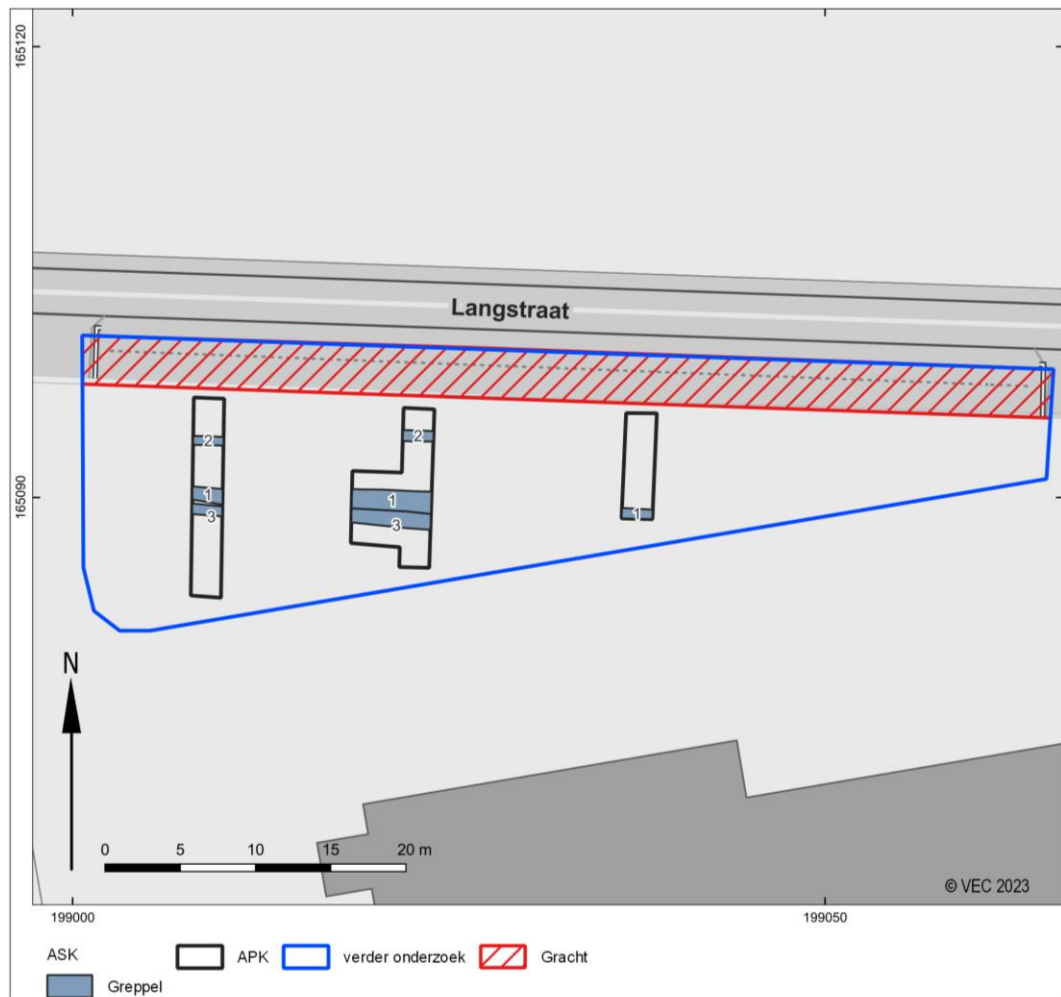 165120
Langstraat
2
2
165090
1
1
3
3
1
N
0 5 10 15 20 m
© VEC 2023
199000 199050
ASK APK verder onderzoek Gracht
Greppel